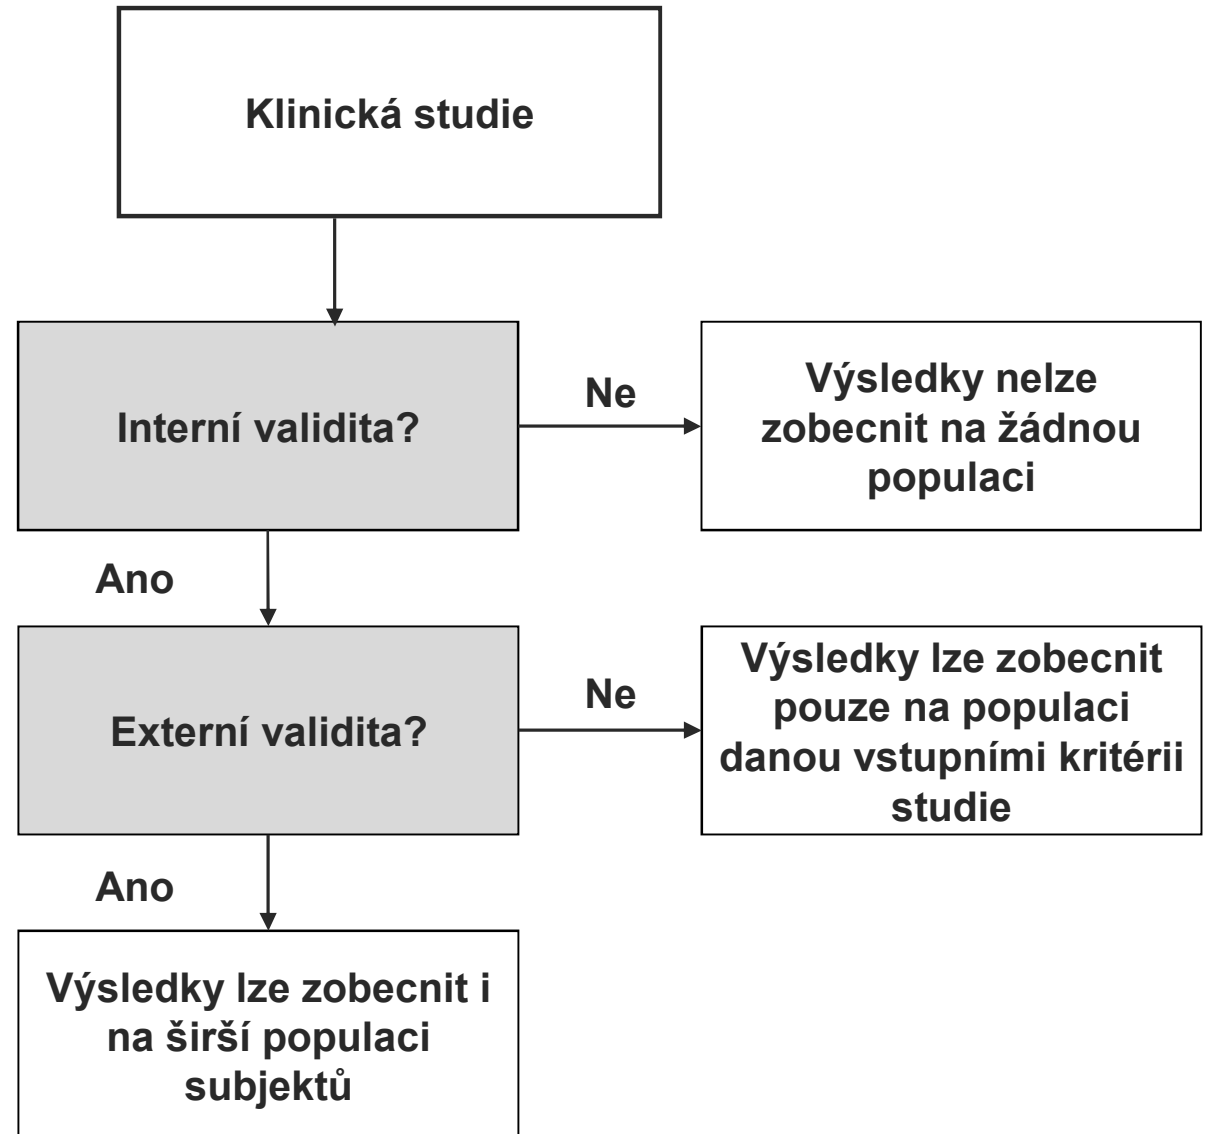 Klinická studie
Interní validita?
Ne
Výsledky nelze
zobecnit na žádnou
populaci
Ano
Externí validita?
Ne
Výsledky lze zobecnit
pouze na populaci
danou vstupními kritérii
studie
Ano
Výsledky lze zobecnit i
na širší populaci
subjektů